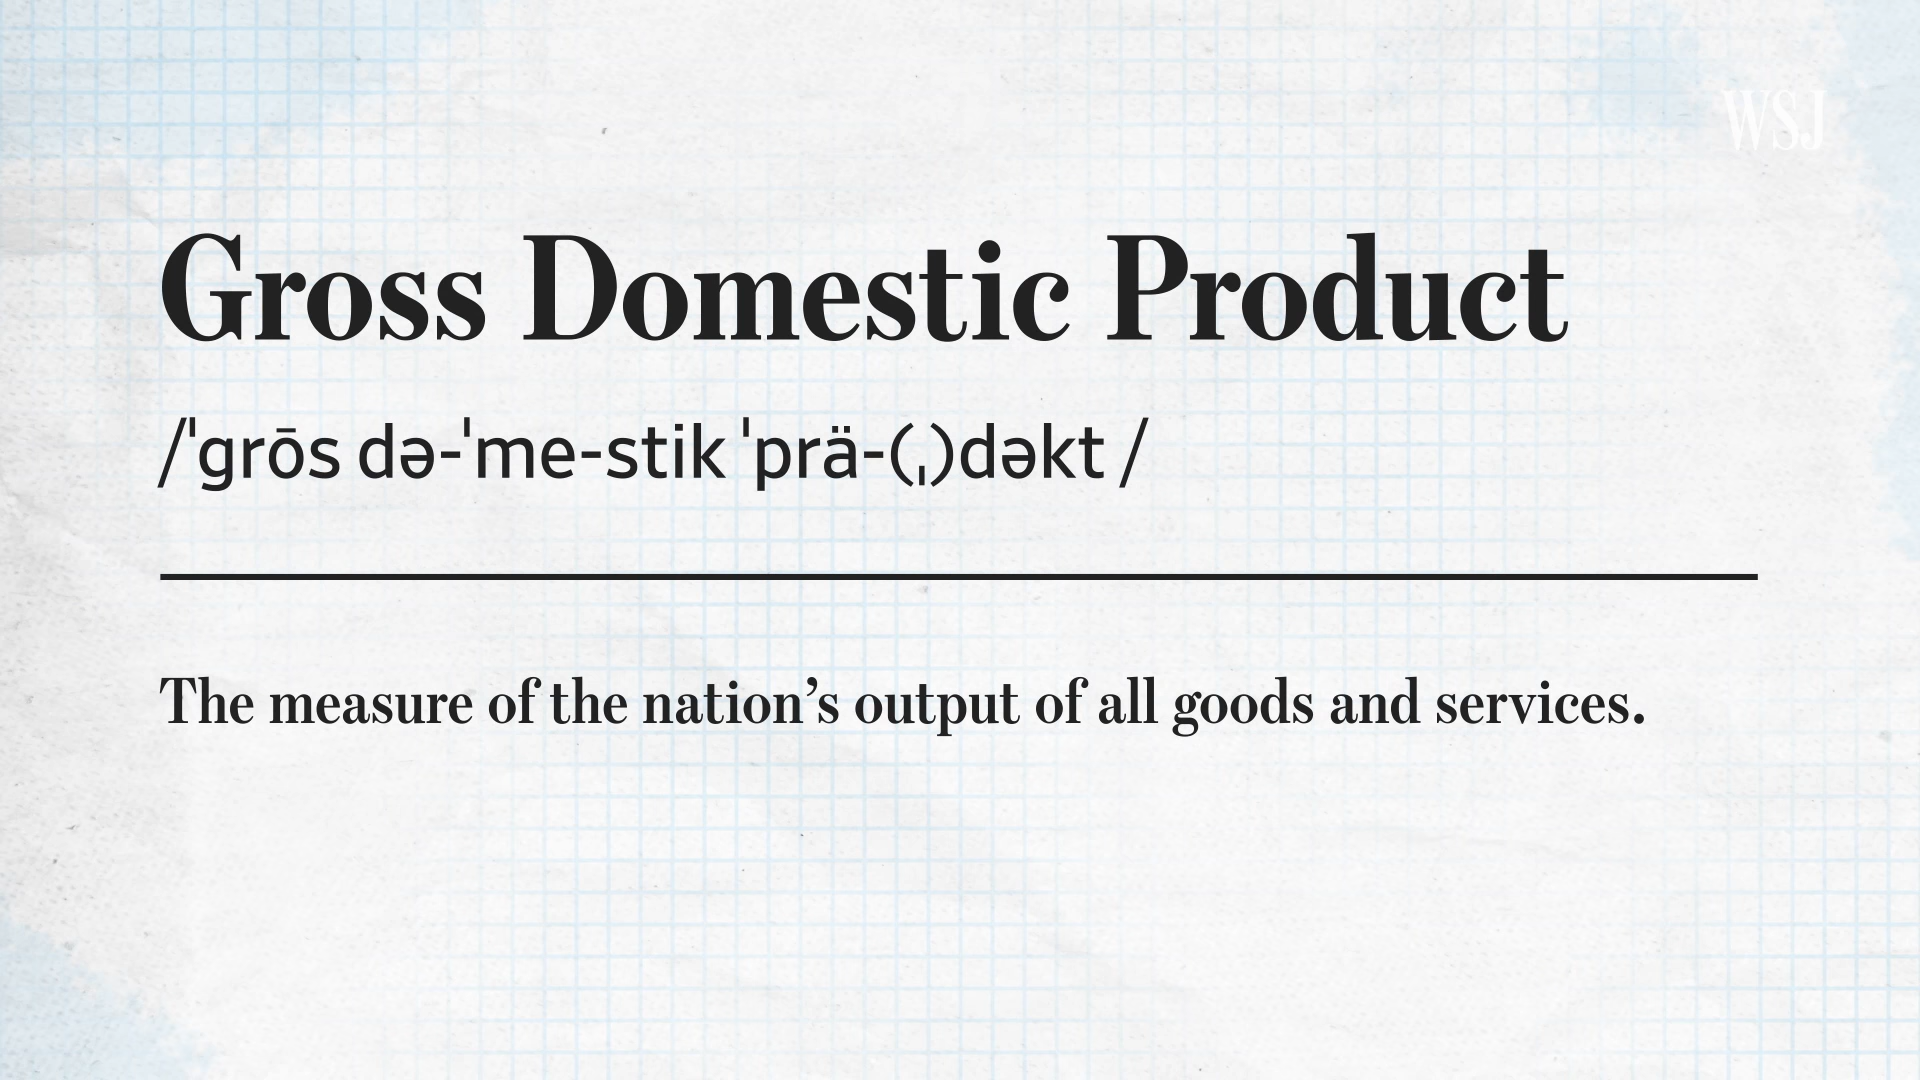 WSJ
Gross Domestic Product
/ˈgrōs də-ˈme-stik ˈprä-(ˌ)dəkt /
The measure of the nation’s output of all goods and services.